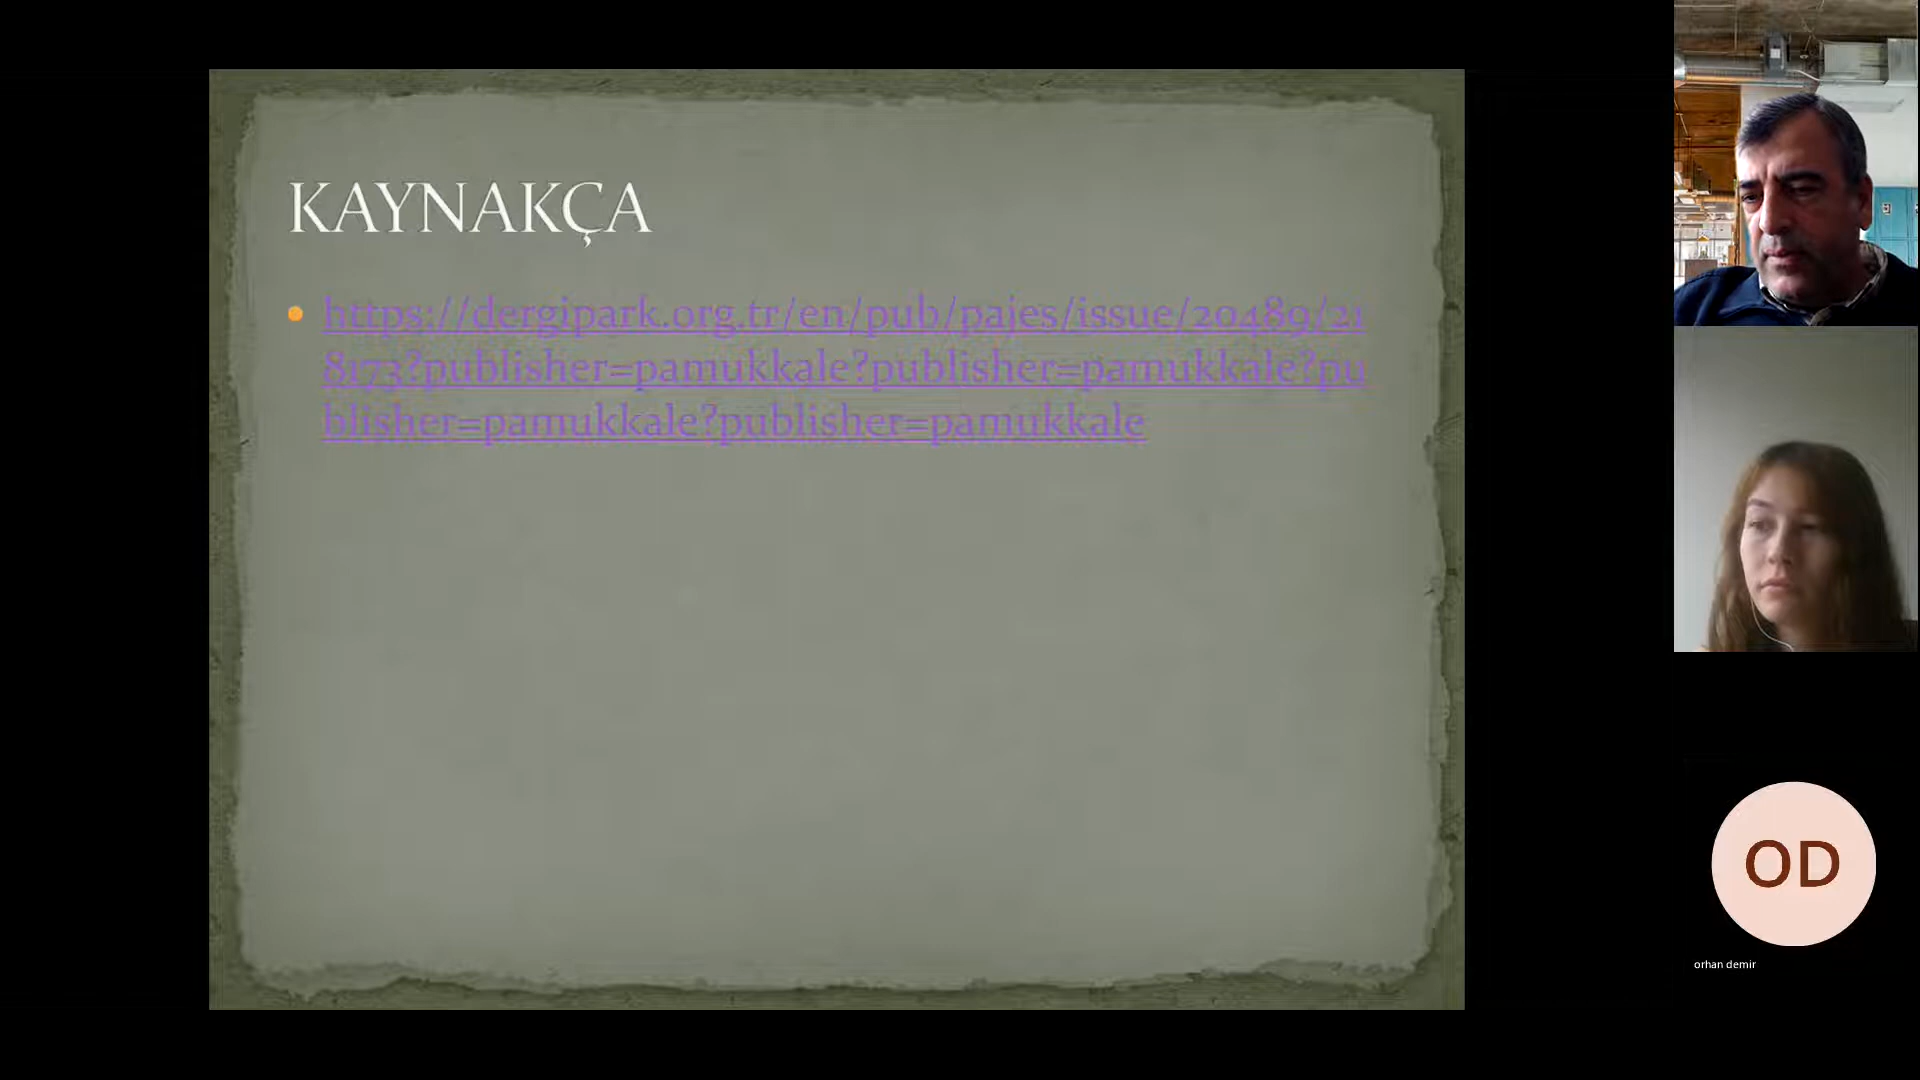 KAYNAKÇA
https://dergipark.org.tr/en/pub/pajes/issue/20489/21
8173?publisher=pamukkale?publisher=pamukkale?pu
blisher=pamukkale?publisher=pamukkale
OD
orhan demir